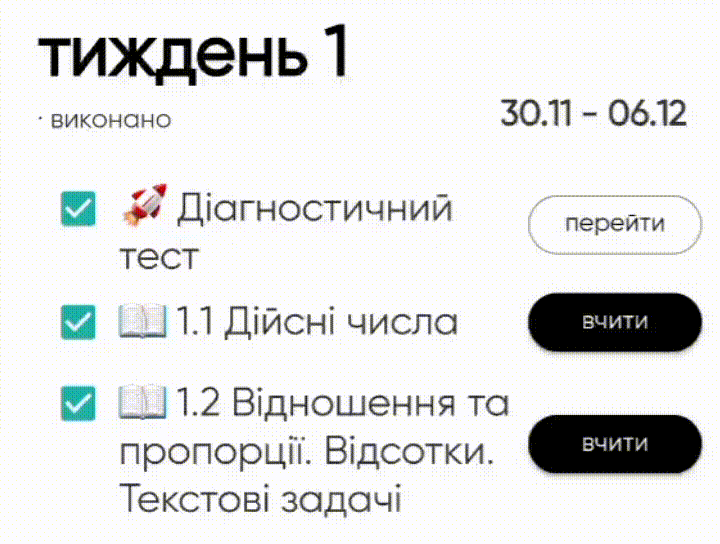 тиждень 1
· виконано
30.11 - 06.12
🚀 Діагностичний
тест
перейти
📖 1.1 Дійсні числа
вчити
📖 1.2 Відношення та
пропорції. Відсотки.
Текстові задачі
вчити